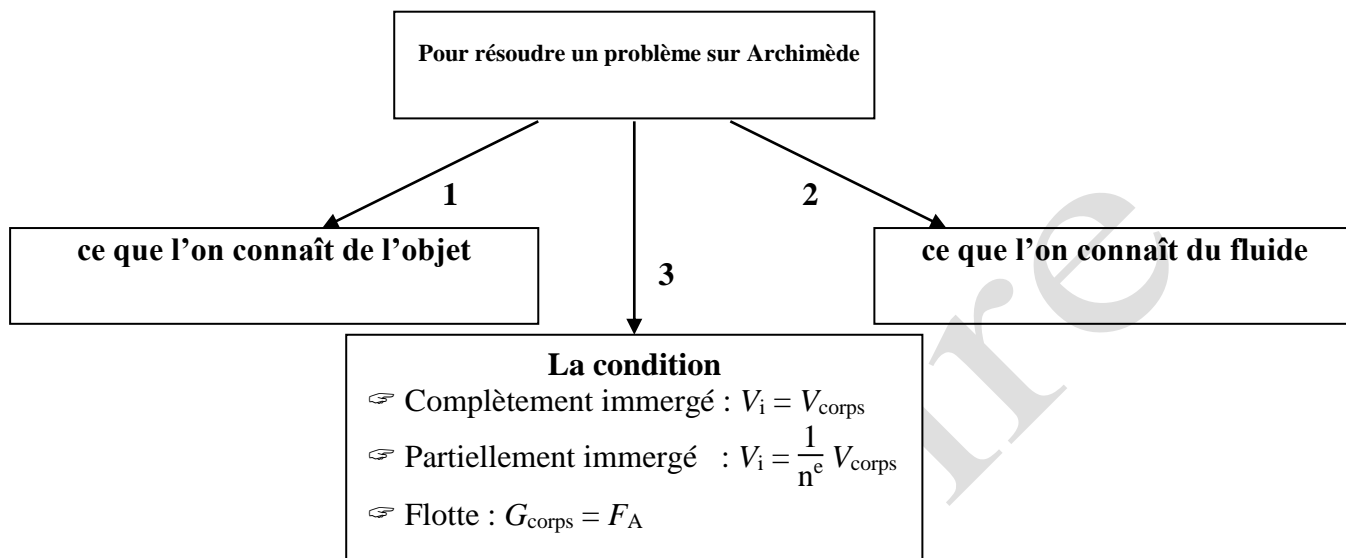 Pour résoudre un problème sur Archimède
1
2
ce que l’on connaît de l’objet
ce que l’on connaît du fluide
3
La condition
☞ Complètement immergé : Vi = Vcorps
☞ Partiellement immergé : Vi = 1/nᵉ Vcorps
☞ Flotte : Gcorps = FA
ire